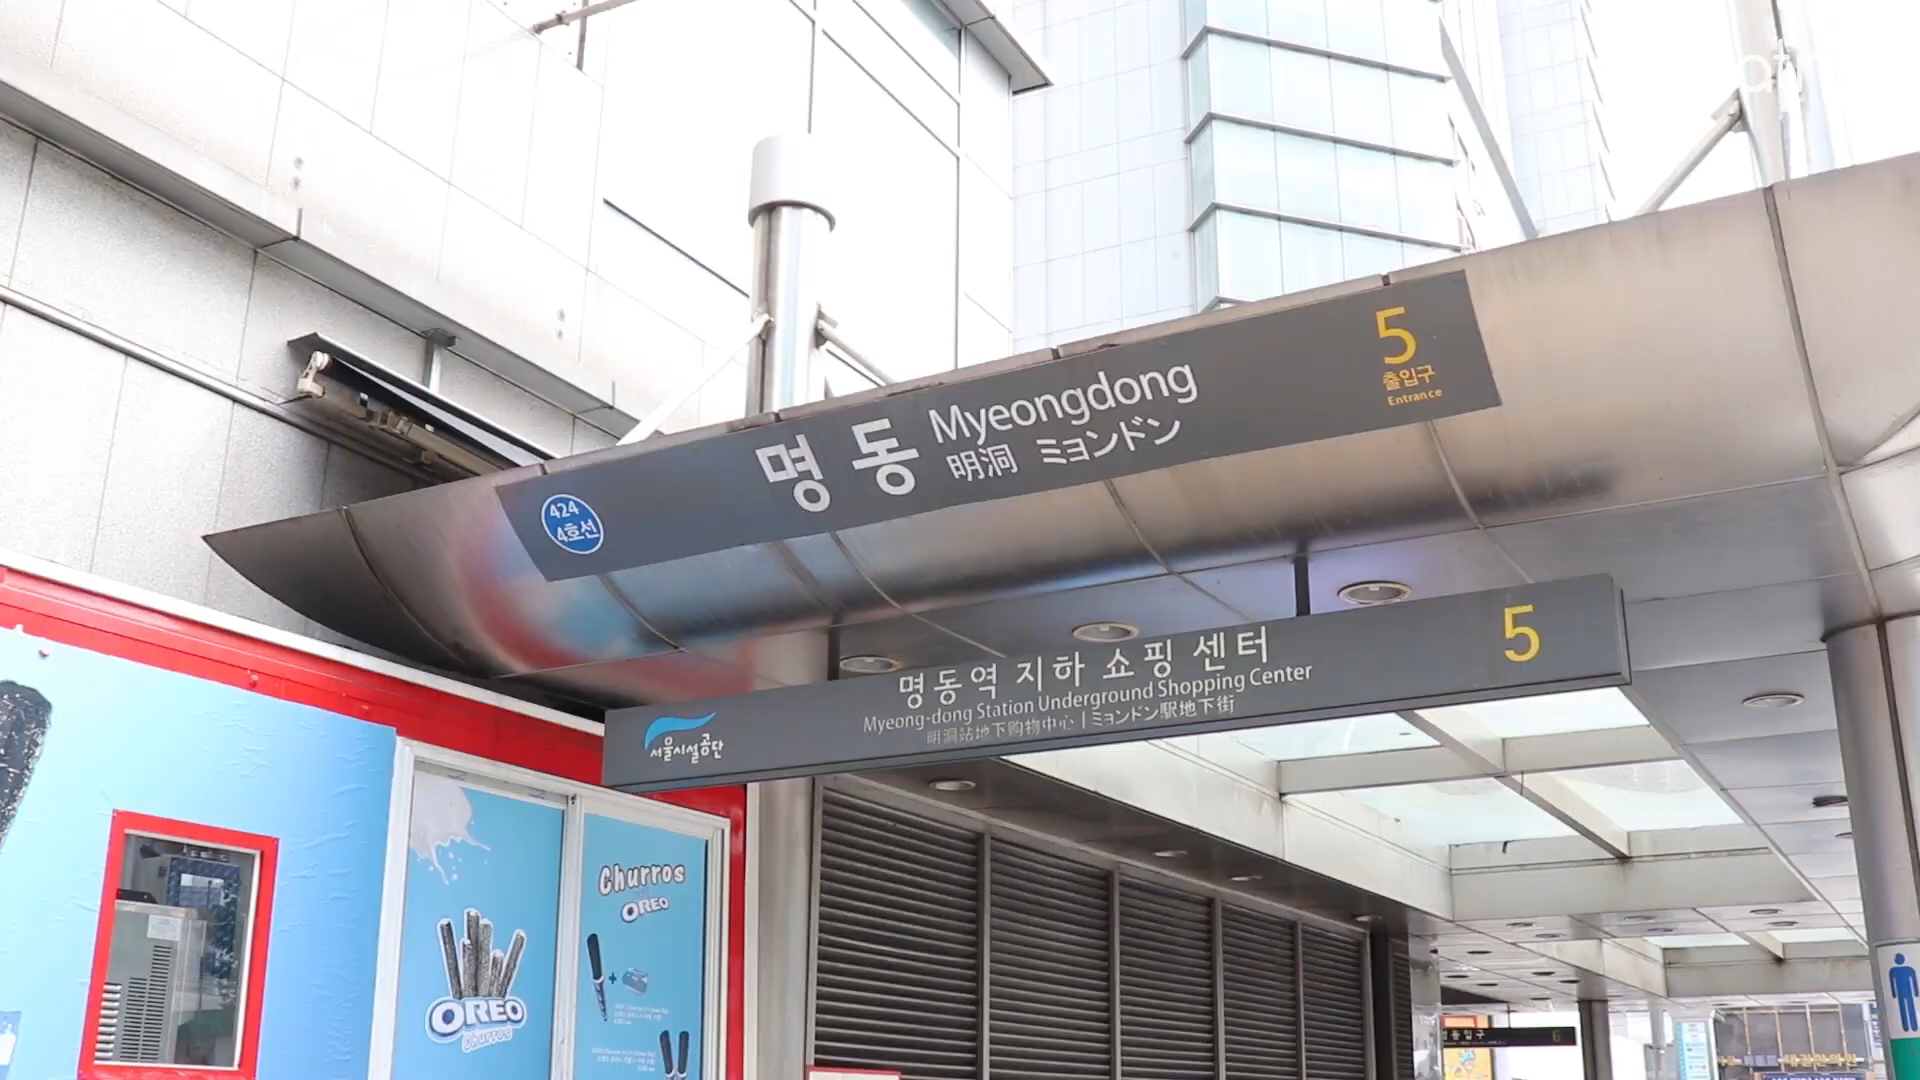 5
출입구
Entrance
424
4호선
명동
Myeongdong
明洞 ミョンドン
서울시설공단
명동역 지하 쇼핑 센터
Myeong-dong Station Underground Shopping Center
明洞站地下购物中心 | ミョンドン駅地下街
5
Churros
OREO
OREO
Churros